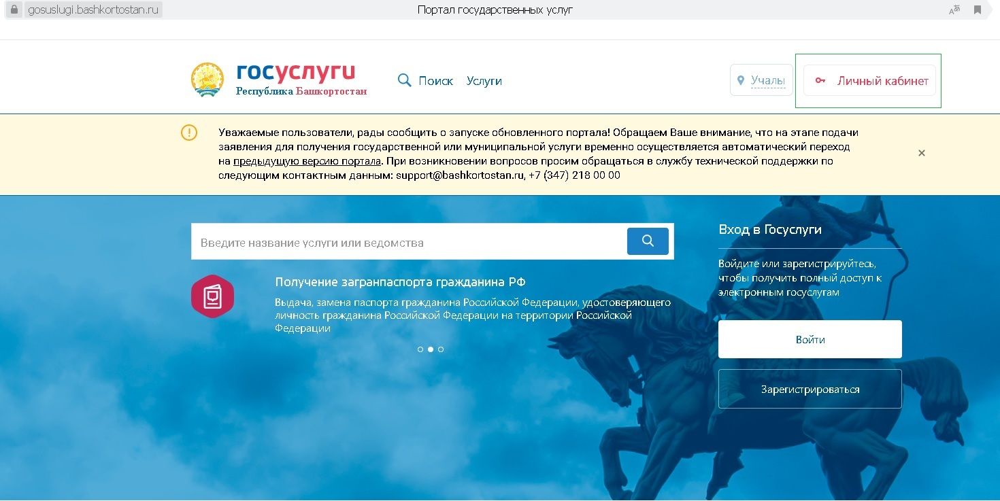 gosuslugi.bashkortostan.ru
Портал государственных услуг
госуслуги
Республика Башкортостан
Поиск
Услуги
Учалы
Личный кабинет
Уважаемые пользователи, рады сообщить о запуске обновленного портала! Обращаем Ваше внимание, что на этапе подачи
заявления для получения государственной или муниципальной услуги временно осуществляется автоматический переход
на предыдущую версию портала. При возникновении вопросов просим обращаться в службу технической поддержки по
следующим контактным данным: support@bashkortostan.ru, +7 (347) 218 00 00
Введите название услуги или ведомства
Получение загранпаспорта гражданина РФ
Выдача, замена паспорта гражданина Российской Федерации, удостоверяющего
личность гражданина Российской Федерации на территории Российской
Федерации
Вход в Госуслуги
Войдите или зарегистрируйтесь,
чтобы получить полный доступ к
электронным госуслугам
Войти
Зарегистрироваться